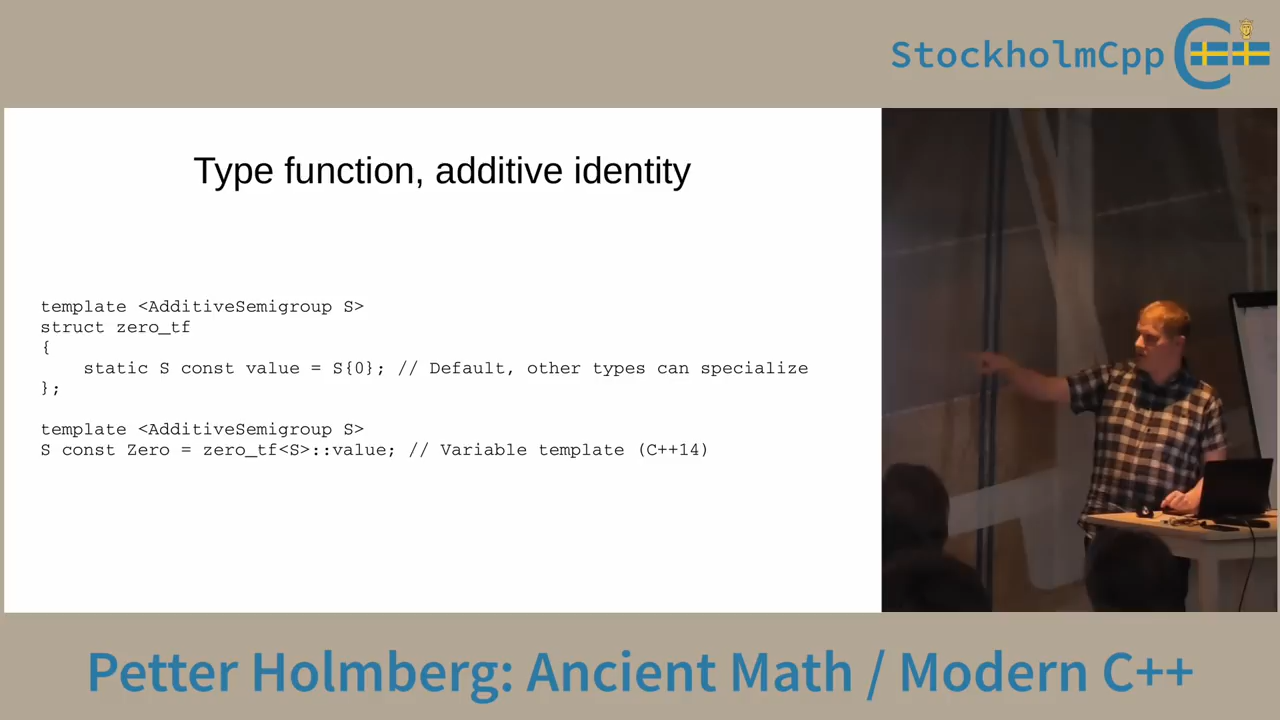 StockholmCpp
Type function, additive identity
template <AdditiveSemigroup S>
struct zero_tf
{
    static S const value = S{0}; // Default, other types can specialize
};
template <AdditiveSemigroup S>
S const Zero = zero_tf<S>::value; // Variable template (C++14)
Petter Holmberg: Ancient Math / Modern C++